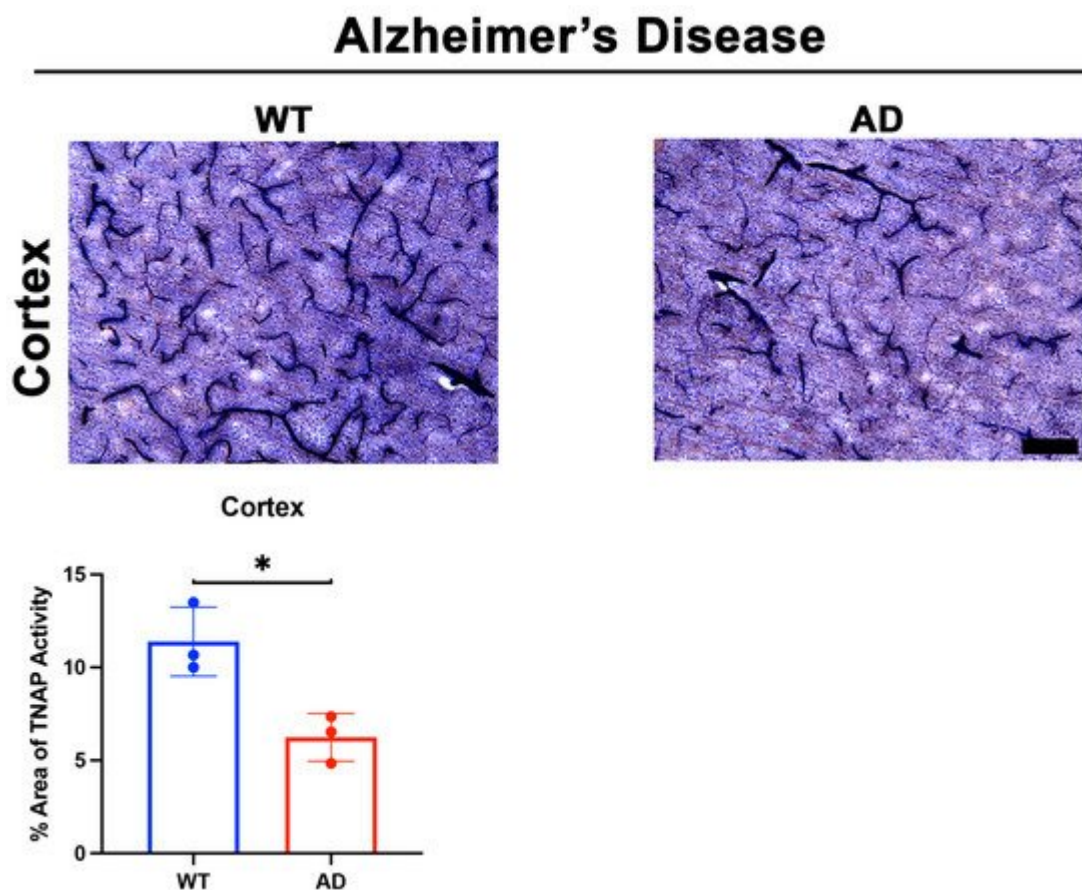 Alzheimer’s Disease
WT
AD
Cortex
Cortex
% Area of TNAP Activity
15
10
5
0
*
WT
AD